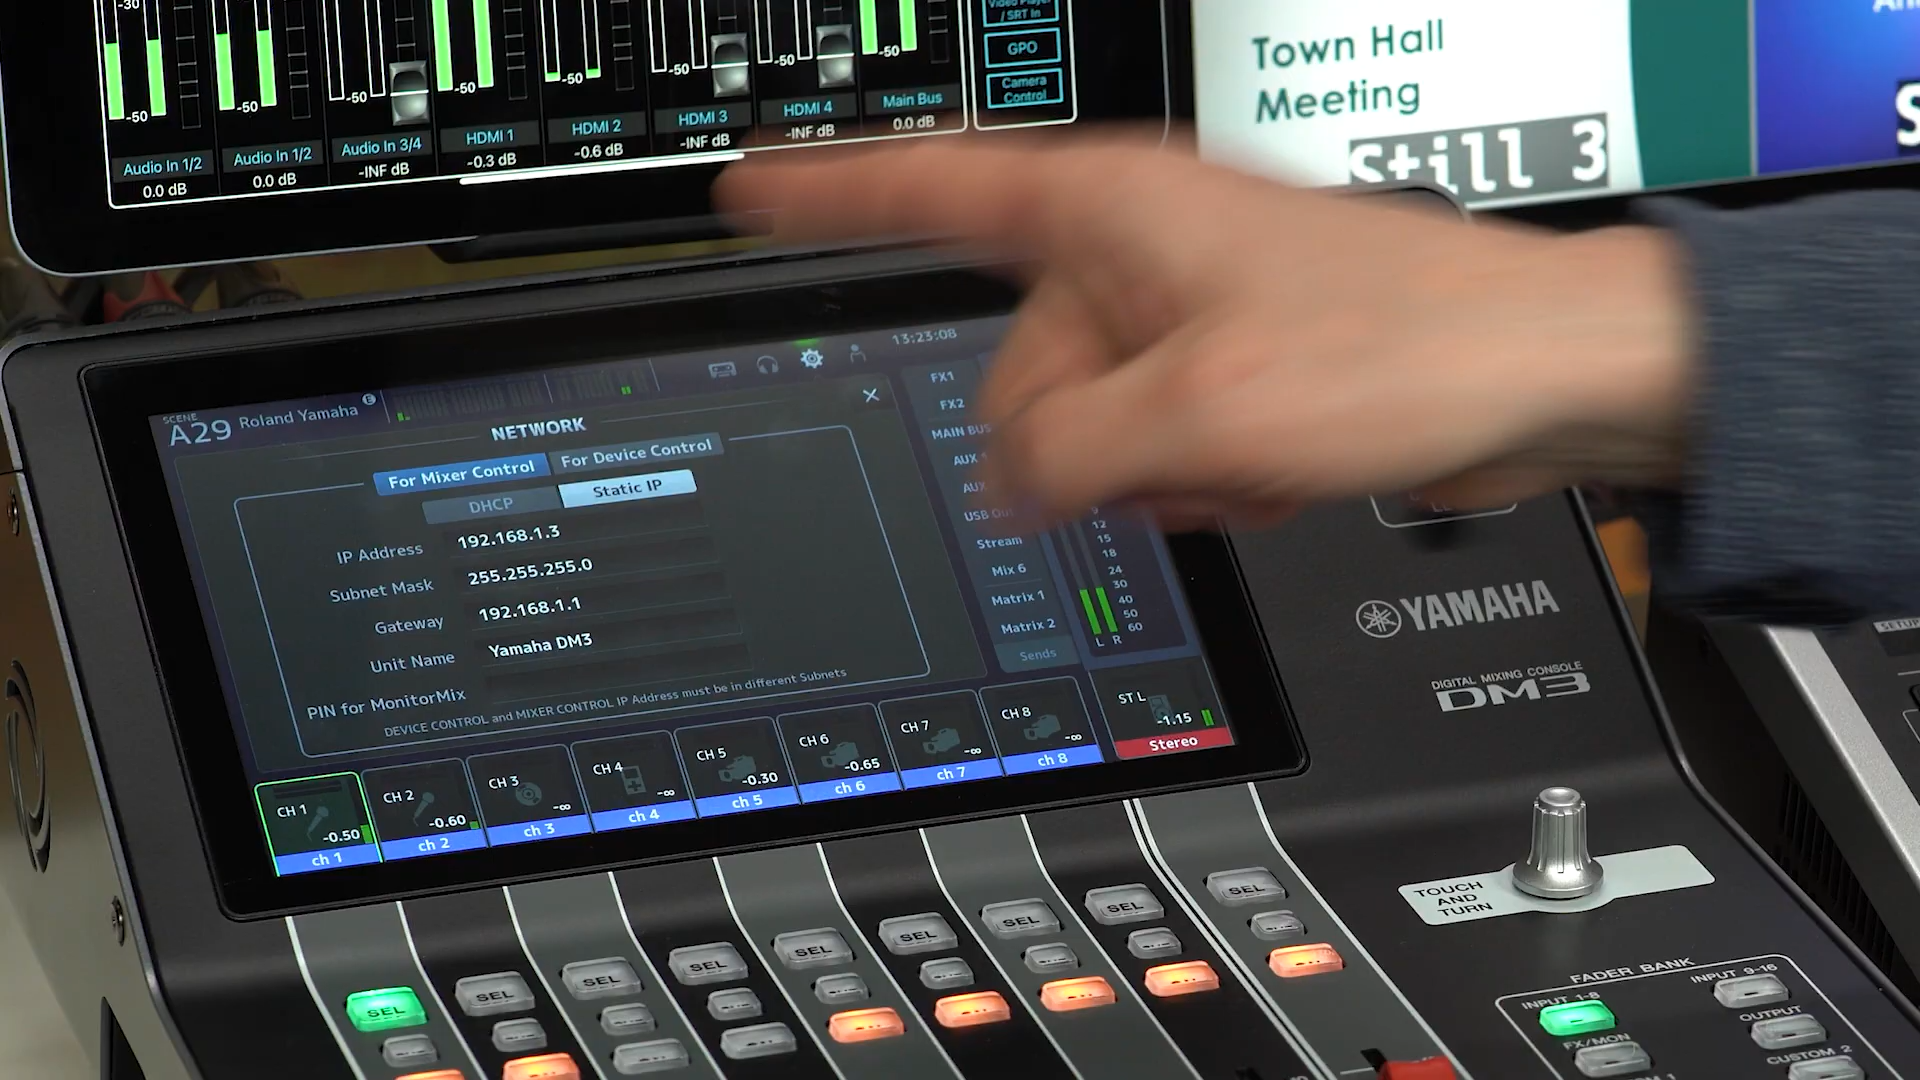 -30
-50
-50
-50
-50
-50
-50
-50
-50
Audio In 1/2
0.0 dB
Audio In 1/2
0.0 dB
Audio In 3/4
-INF dB
HDMI 1
-0.3 dB
HDMI 2
-0.6 dB
HDMI 3
-INF dB
HDMI 4
-INF dB
Main Bus
0.0 dB
Video Player
/ SRT In
GPO
Camera
Control
Town Hall
Meeting
Still 3
SCENE
A29 Roland Yamaha
E
13:23:08
NETWORK
For Mixer Control
For Device Control
DHCP
Static IP
IP Address
192.168.1.3
Subnet Mask
255.255.255.0
Gateway
192.168.1.1
Unit Name
Yamaha DM3
PIN for MonitorMix
DEVICE CONTROL and MIXER CONTROL IP Address must be in different Subnets
FX1
FX2
MAIN BUS
AUX
AUX
USB Out
Stream
Mix 6
Matrix 1
Matrix 2
Sends
9
12
15
18
24
30
40
50
60
L R
CH 1
-0.50
ch 1
CH 2
-0.60
ch 2
CH 3
-∞
ch 3
CH 4
-∞
ch 4
CH 5
-0.30
ch 5
CH 6
-0.65
ch 6
CH 7
-∞
ch 7
CH 8
-∞
ch 8
ST L
-1.15
Stereo
YAMAHA
DIGITAL MIXING CONSOLE
DM3
TOUCH
AND
TURN
SEL
SEL
SEL
SEL
SEL
SEL
SEL
SEL
SEL
FADER BANK
INPUT 1-8
INPUT 9-16
FX/MON
OUTPUT
CUSTOM 2
SETUP